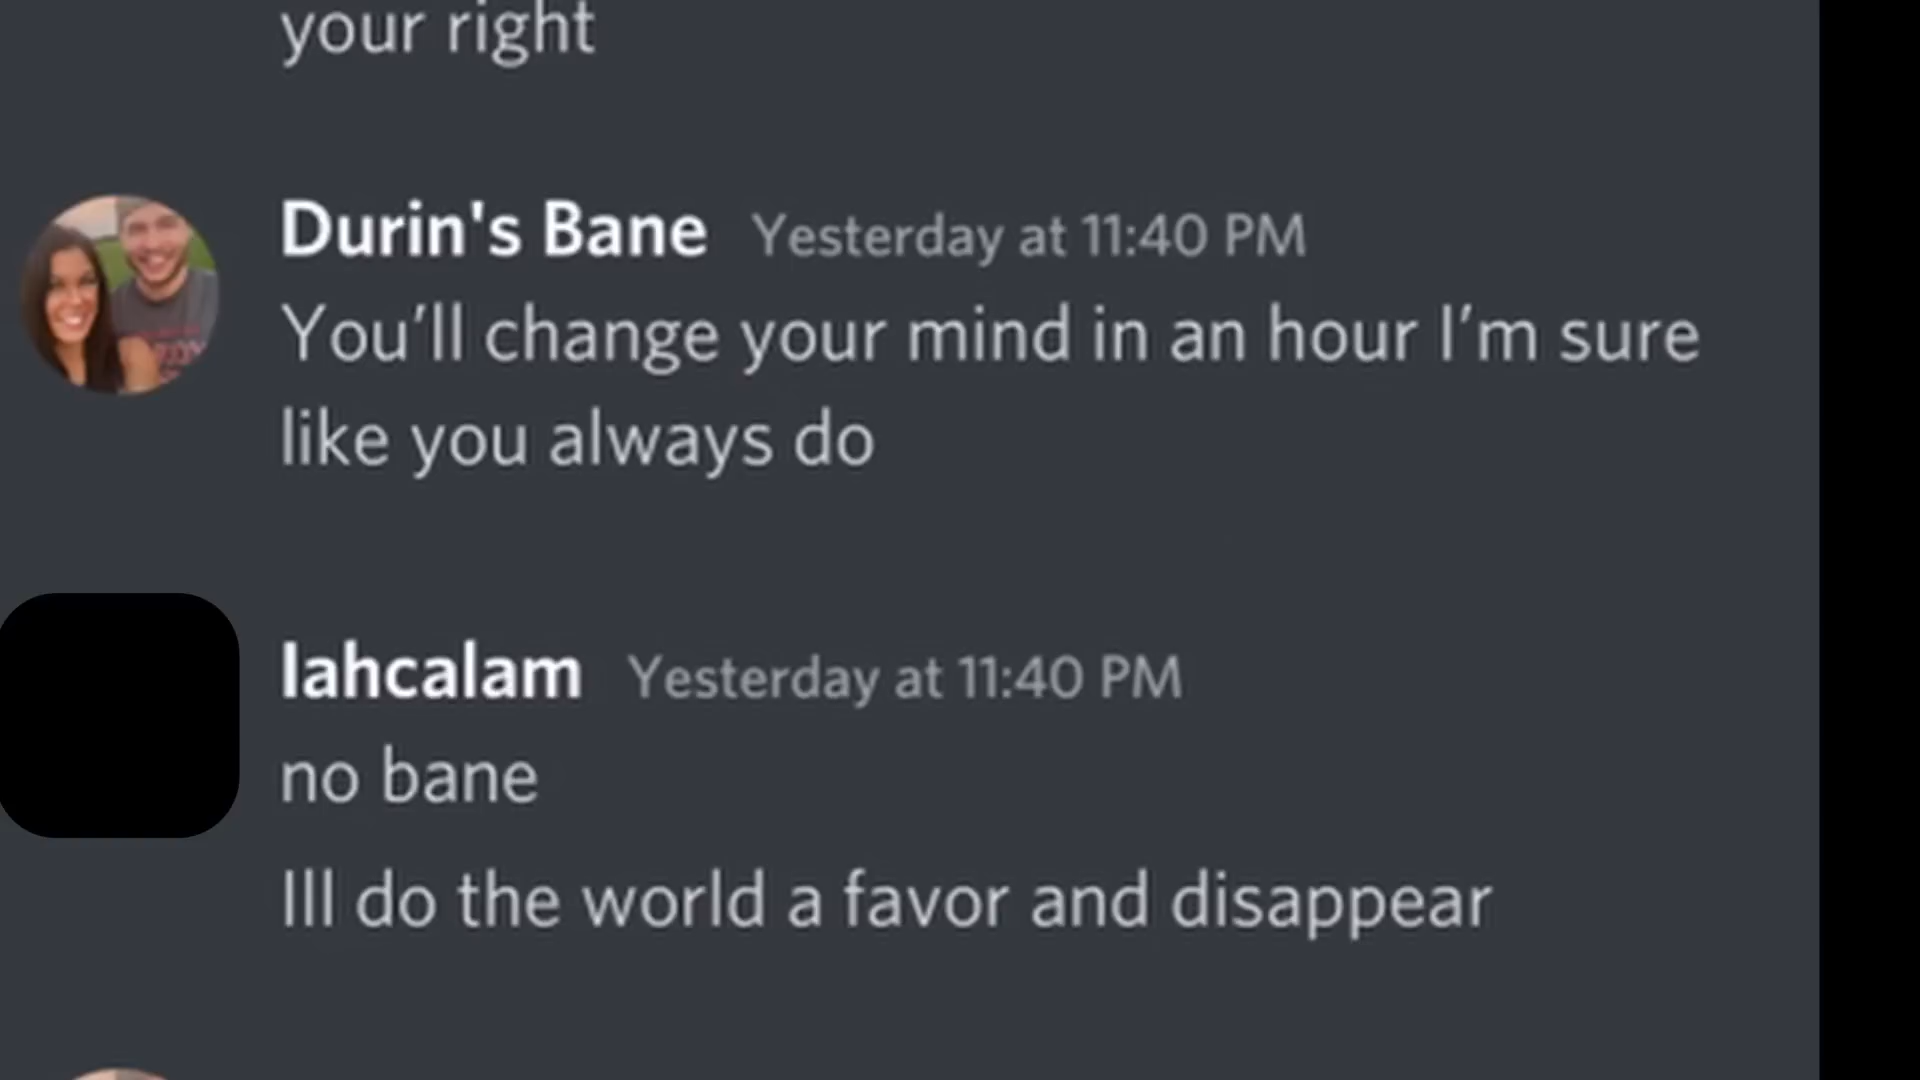 your right
Durin's Bane Yesterday at 11:40 PM
You’ll change your mind in an hour I’m sure
like you always do
Iahcalam Yesterday at 11:40 PM
no bane
Ill do the world a favor and disappear